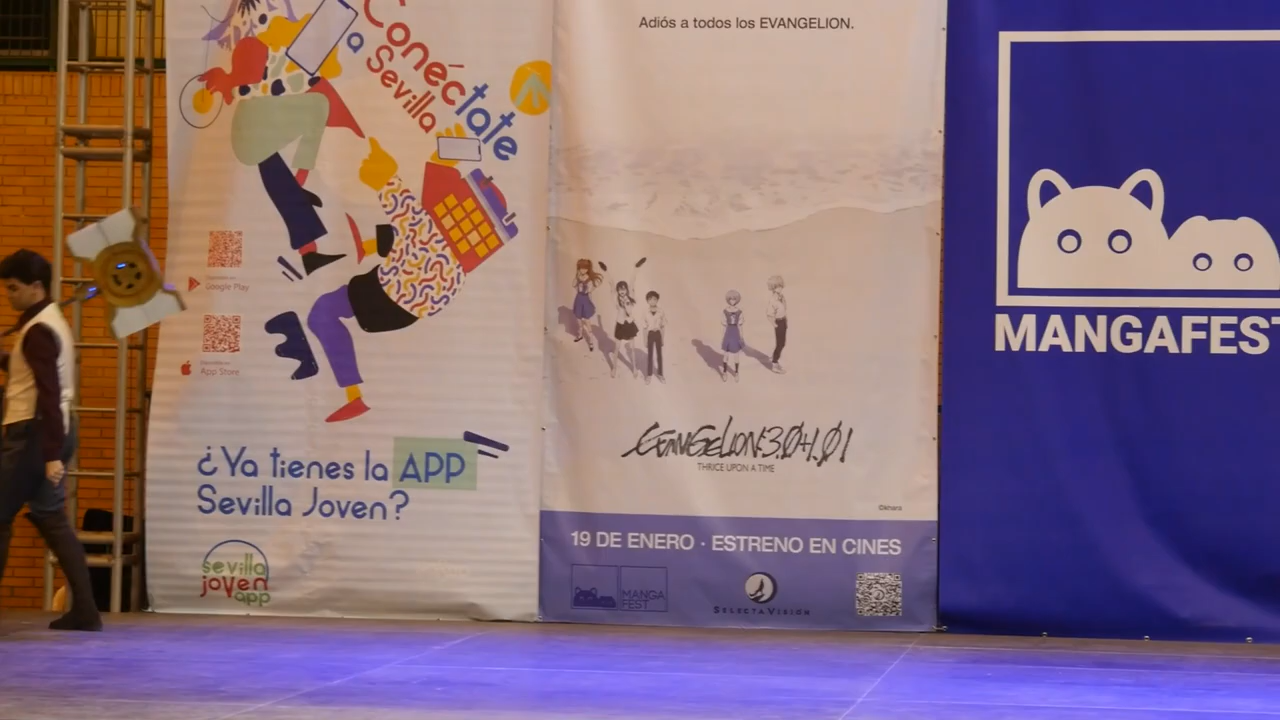 Conéctate
a Sevilla
Google Play
App Store
¿Ya tienes la APP
Sevilla Joven?
sevilla
joven
app
Adiós a todos los EVANGELION.
EVANGELION:3.0+1.01
THRICE UPON A TIME
©khara
19 DE ENERO · ESTRENO EN CINES
MANGA
FEST
SELECTA VISIÓN
MANGAFEST